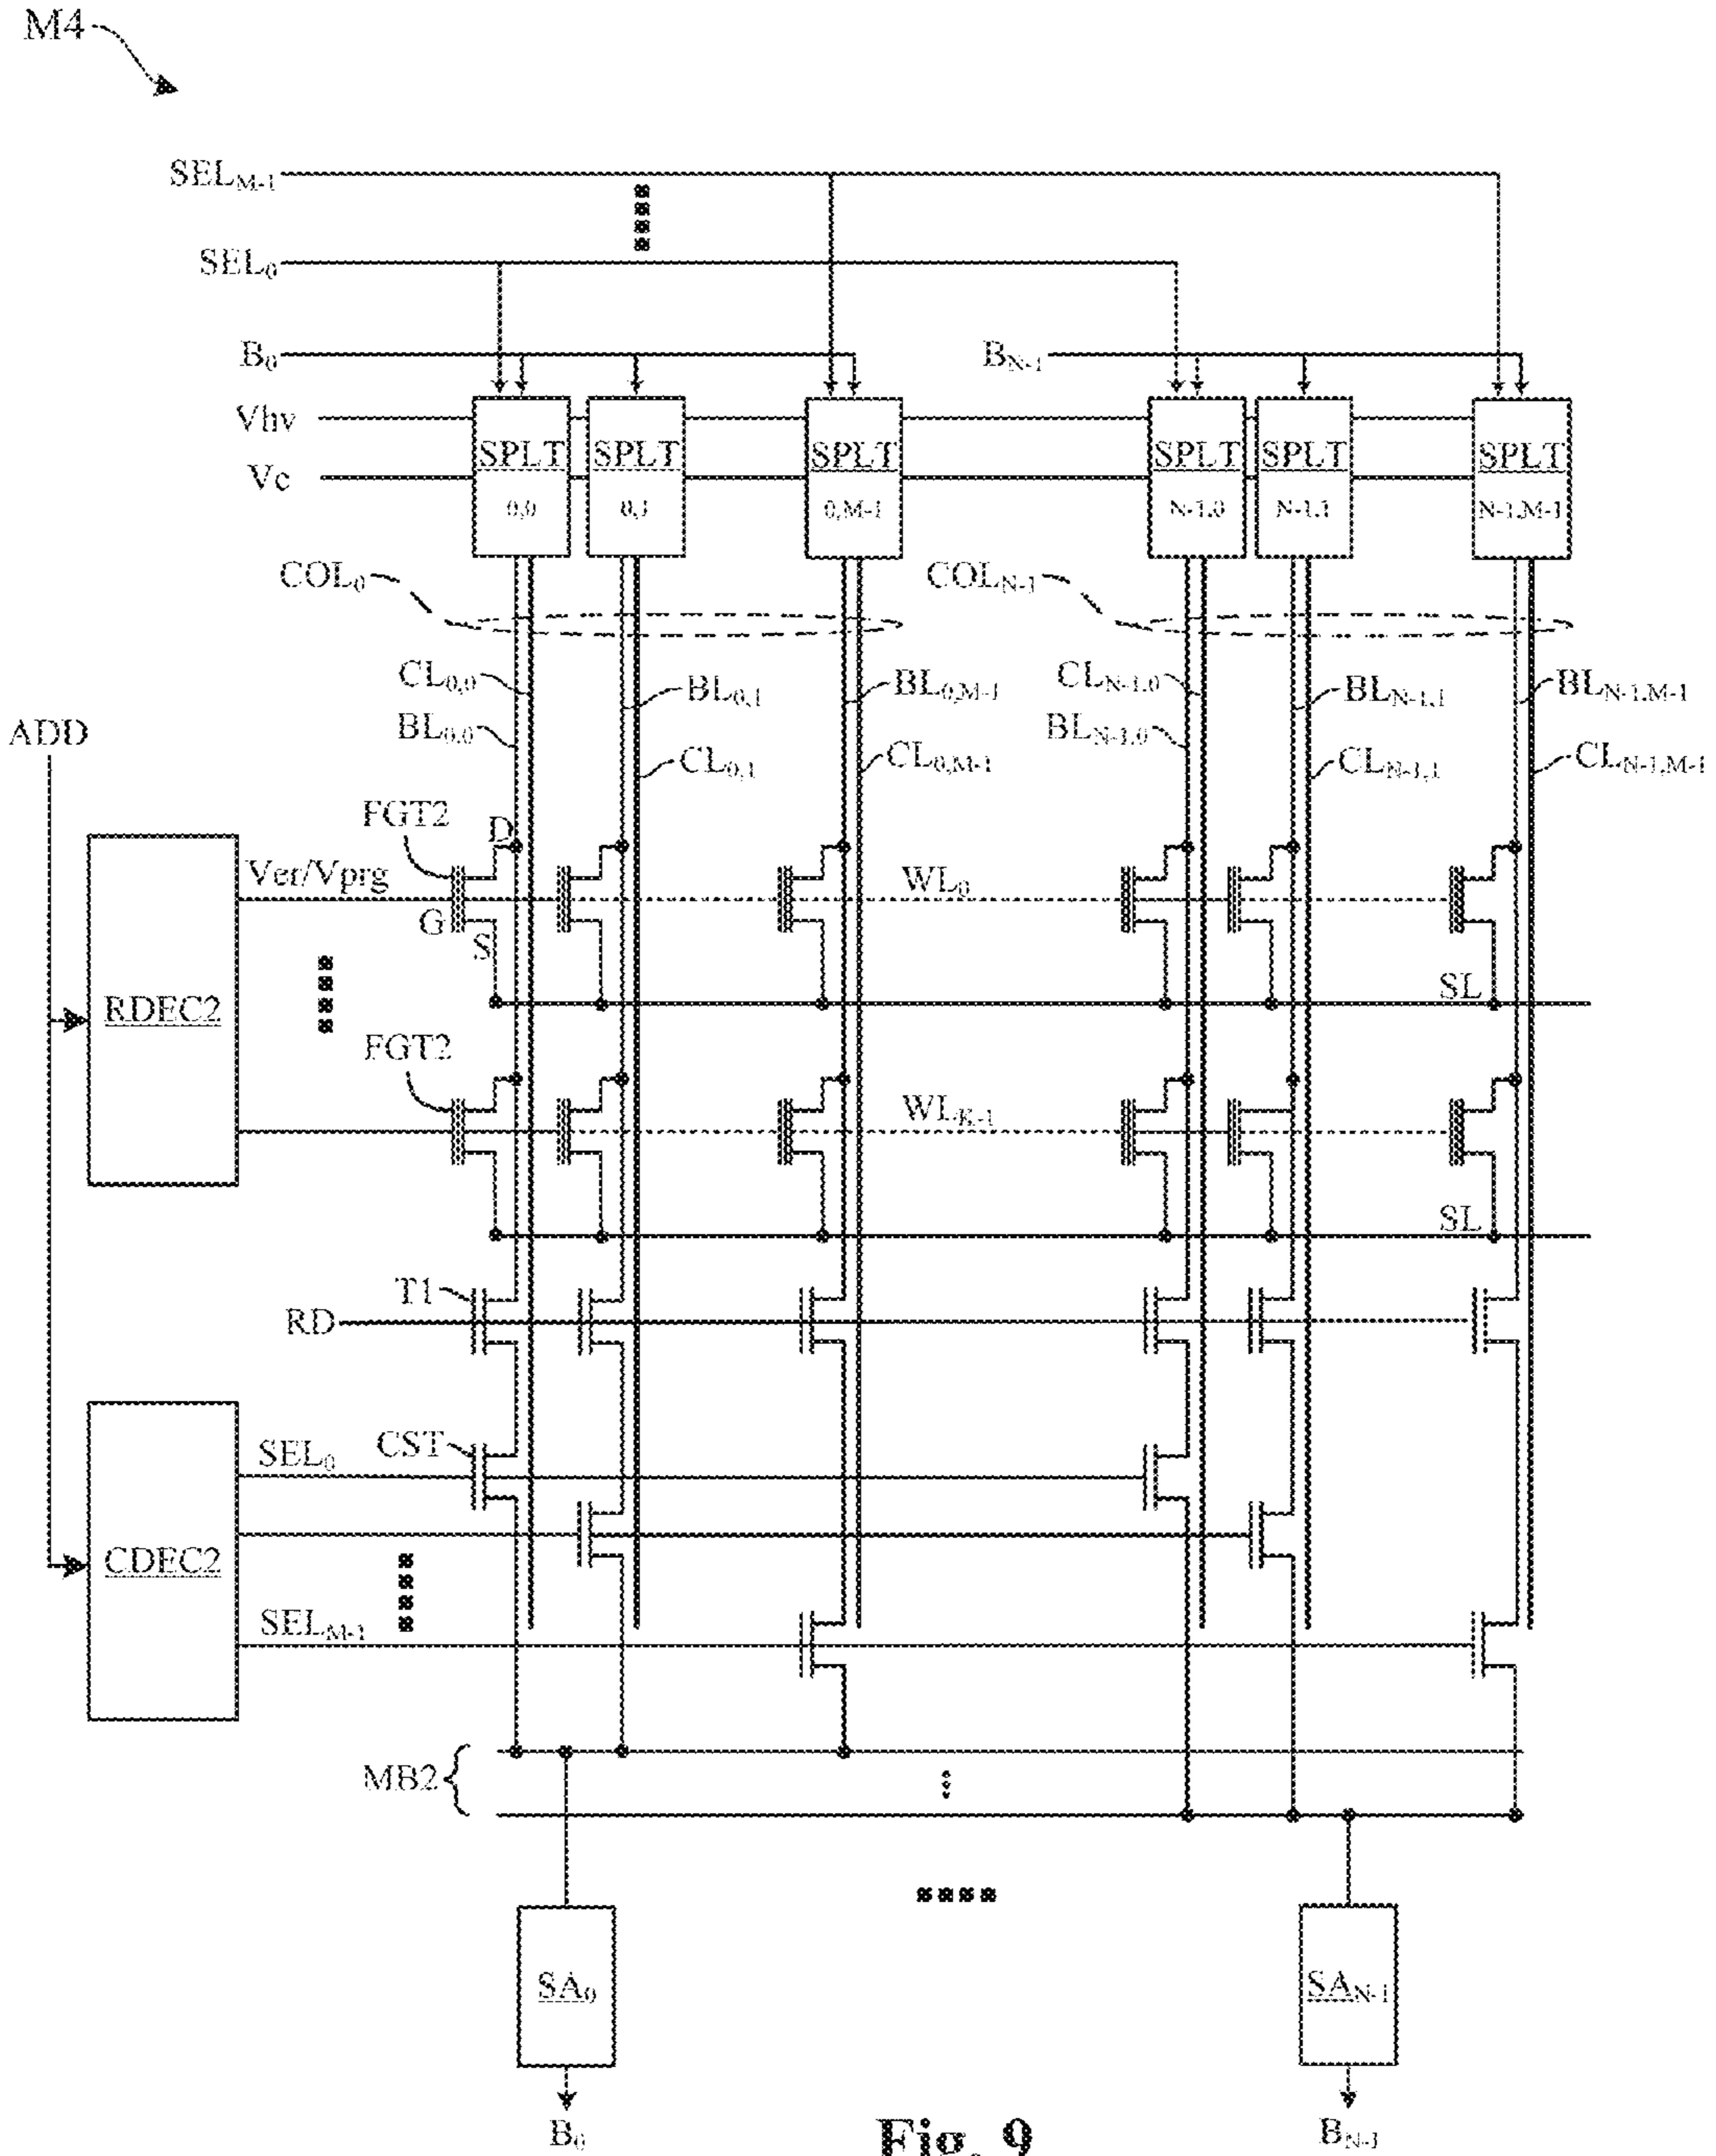 M4
SEL_M-1
SEL_0
B_0 B_N-1
Vhv
Vc
SPLT 0,0
SPLT 0,1
SPLT 0,M-1
SPLT N-1,0
SPLT N-1,1
SPLT N-1,M-1
COL_0 COL_N-1
CL_0,0 BL_0,1 BL_0,M-1 CL_N-1,0 BL_N-1,1 BL_N-1,M-1
BL_0,0 CL_0,1 CL_0,M-1 BL_N-1,0 CL_N-1,1 CL_N-1,M-1
ADD
FGT2 D
Ver/Vprg WL_0
G
S
RDEC2 SL
FGT2
WL_K-1
SL
T1
RD
CST
SEL_0
CDEC2
SEL_M-1
MB2
SA_0 SA_N-1
B_0 B_N-1
Fig. 9